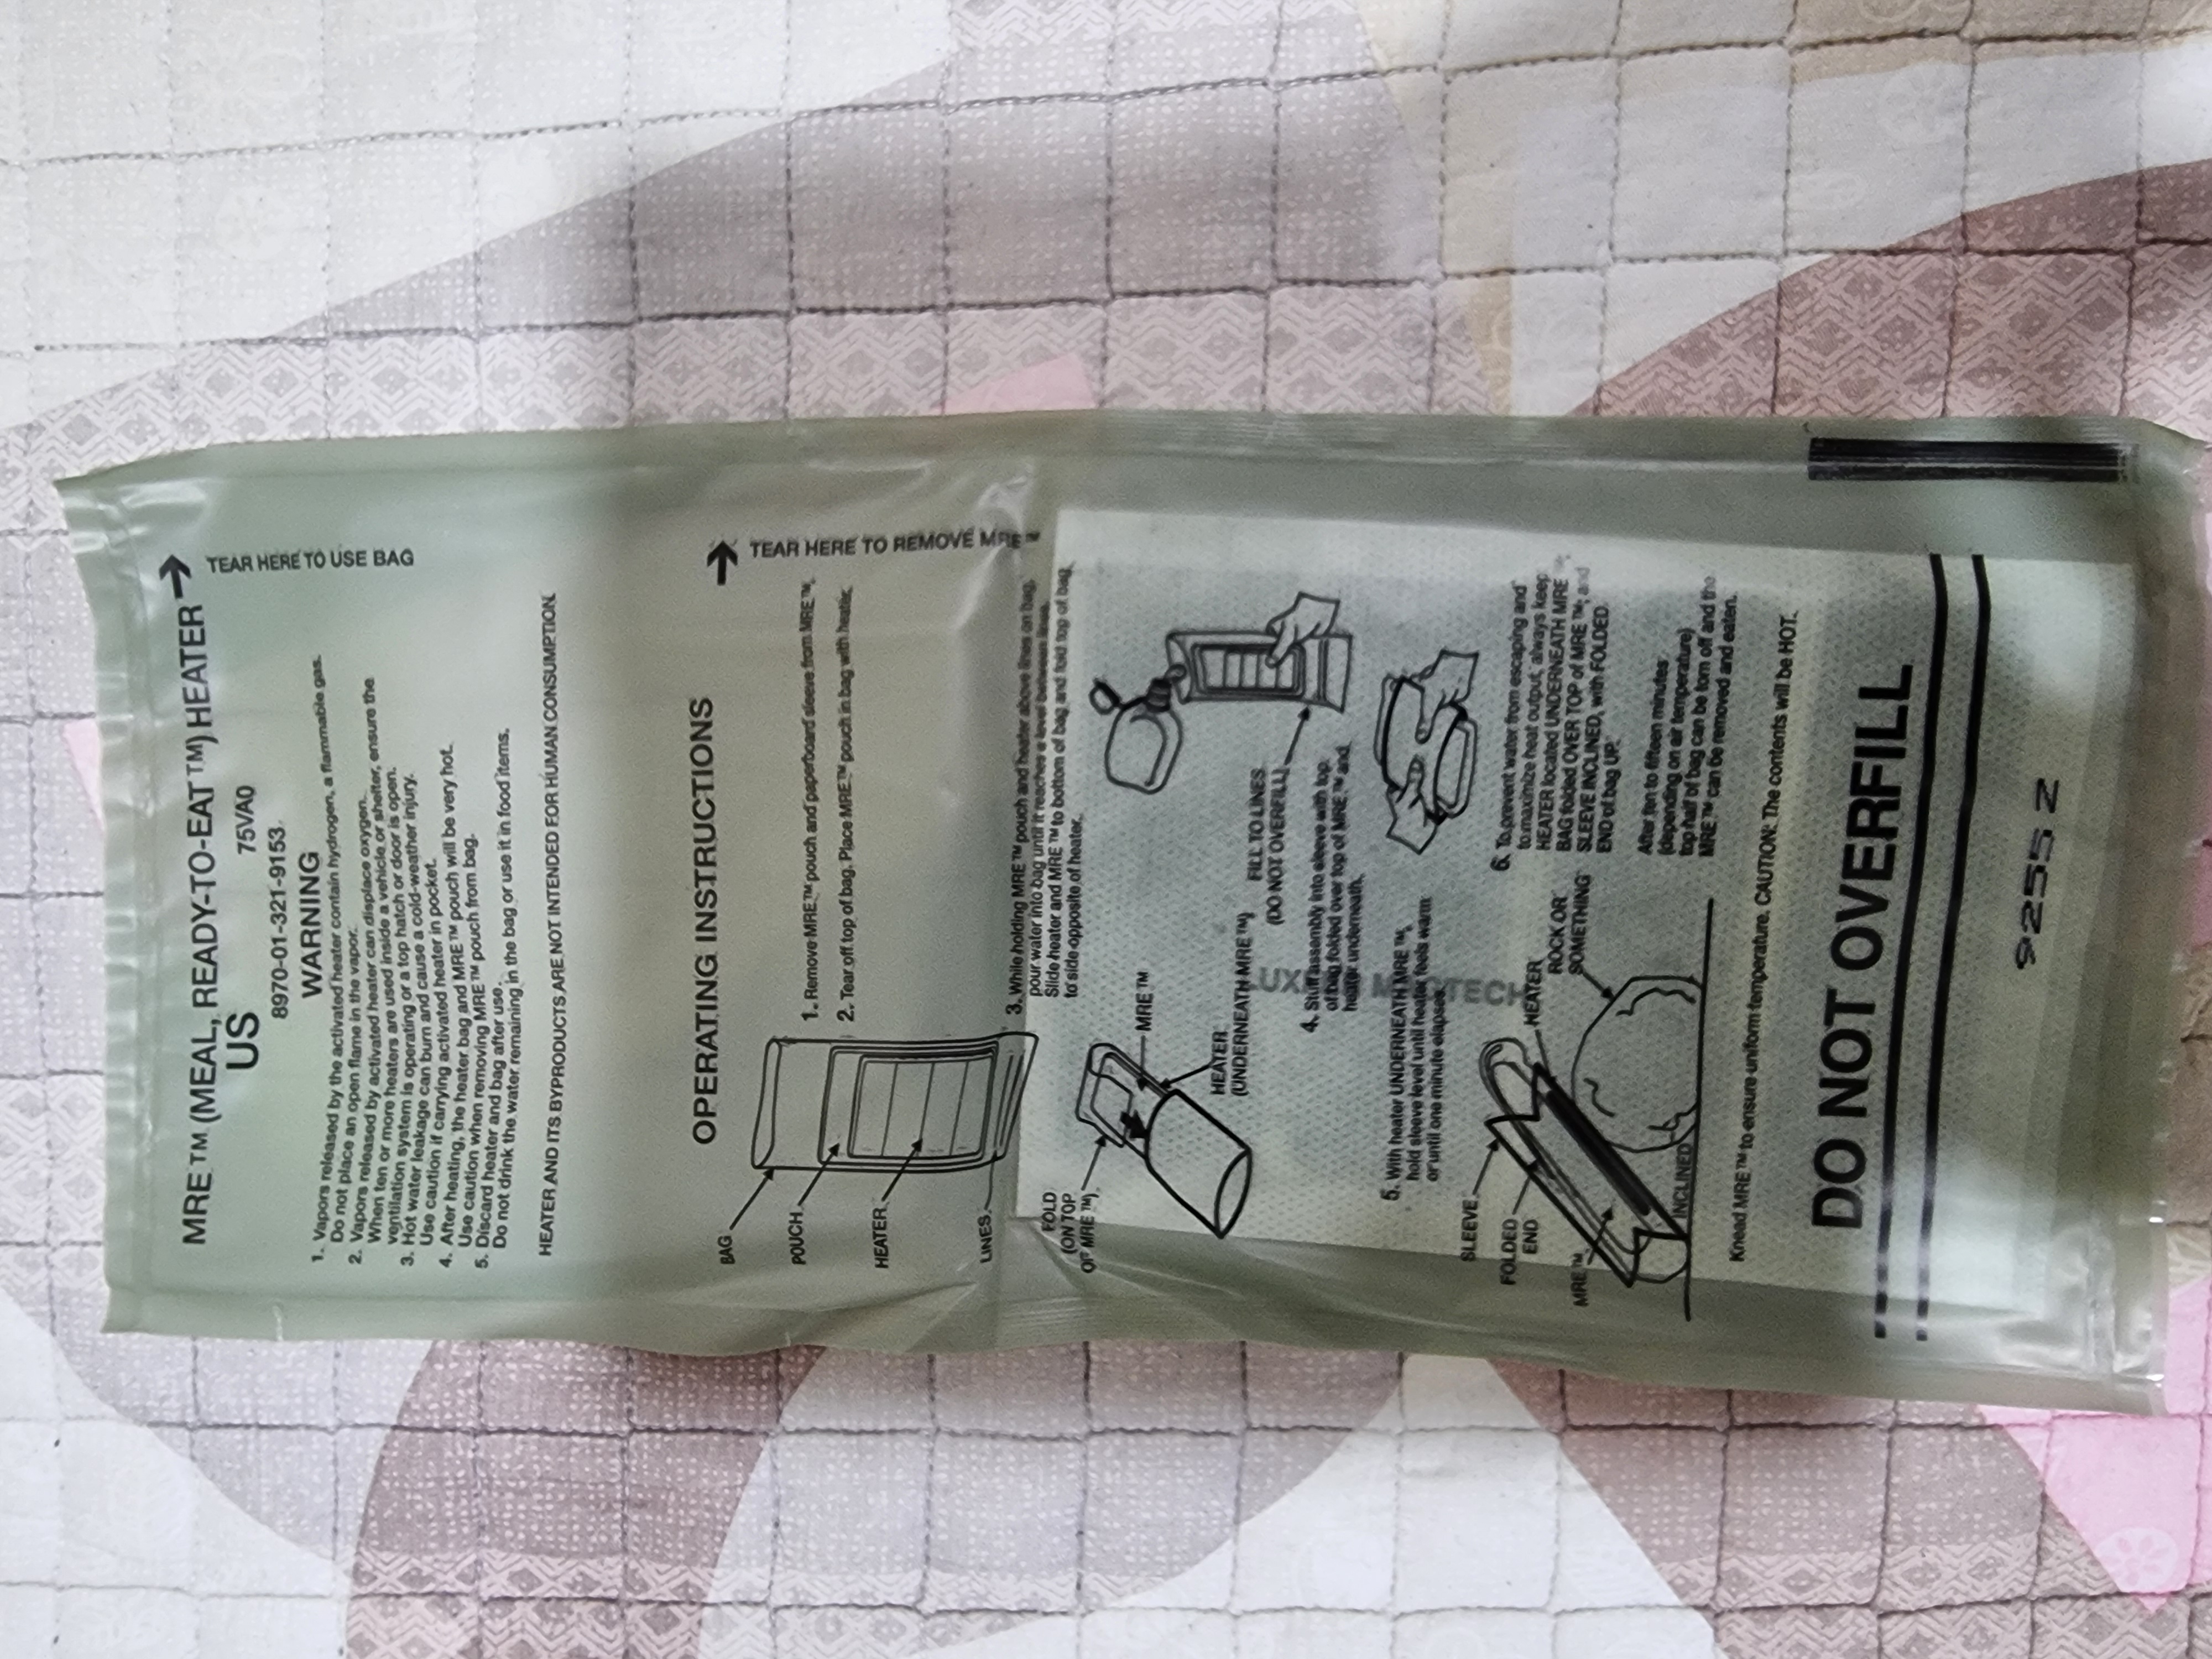 MRE™ (MEAL, READY-TO-EAT™) HEATER
TEAR HERE TO USE BAG
US
75VA0
8970-01-321-9153
WARNING
1. Vapors released by the activated heater contain hydrogen, a flammable gas.
Do not place an open flame in the vapor.
2. Vapors released by activated heater can displace oxygen.
When ten or more heaters are used inside a vehicle or shelter, ensure the
ventilation system is operating or a top hatch or door is open.
3. Hot water leakage can burn and cause a cold-weather injury.
Use caution if carrying activated heater in pocket.
4. After heating, the heater bag and MRE™ pouch will be very hot.
Use caution when removing MRE™ pouch from bag.
5. Discard heater and bag after use.
Do not drink the water remaining in the bag or use it in food items.
HEATER AND ITS BYPRODUCTS ARE NOT INTENDED FOR HUMAN CONSUMPTION.
OPERATING INSTRUCTIONS
TEAR HERE TO REMOVE MRE™
BAG
POUCH
HEATER
LINES
1. Remove MRE™ pouch and paperboard sleeve from MRE™.
2. Tear off top of bag. Place MRE™ pouch in bag with heater.
3. While holding MRE™ pouch and heater above lines on bag,
pour water into bag until it reaches a level between lines.
Slide heater and MRE™ to bottom of bag and fold top of bag
to side opposite of heater.
FOLD
(ON TOP
OF MRE™)
MRE™
HEATER
(UNDERNEATH MRE™)
FILL TO LINES
(DO NOT OVERFILL)
4. Stuff assembly into sleeve with top
of bag folded over top of MRE™ and
heater underneath.
5. With heater UNDERNEATH MRE™,
hold sleeve level until heater feels warm
or until one minute elapses.
SLEEVE
FOLDED
END
MRE™
HEATER
ROCK OR
SOMETHING
INCLINED
6. To prevent water from escaping and
to maximize heat output, always keep
HEATER located UNDERNEATH MRE™,
BAG folded OVER TOP of MRE™, and
SLEEVE INCLINED, with FOLDED
END of bag UP.
After ten to fifteen minutes
(depending on air temperature)
top half of bag can be torn off and the
MRE™ can be removed and eaten.
Knead MRE™ to ensure uniform temperature. CAUTION: The contents will be HOT.
DO NOT OVERFILL
9255 Z